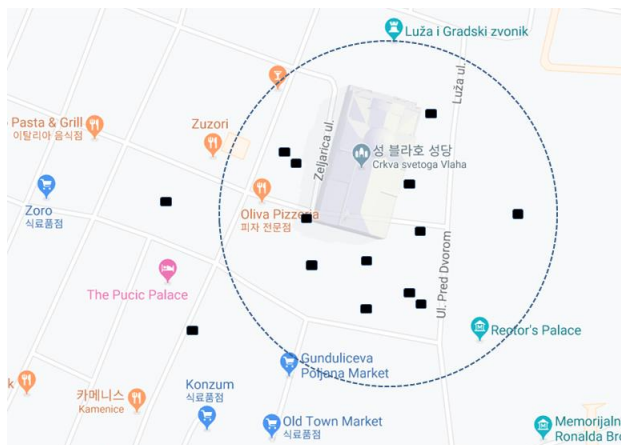 Luža i Gradski zvonik
Luža ul.
Pasta & Grill
이탈리아 음식점
Zuzori
Zeljarica ul.
성 블라호 성당
Crkva svetoga Vlaha
Zoro
식료품점
Oliva Pizzeria
피자 전문점
The Pucic Palace
Ul. Pred Dvorom
Rector's Palace
Gunduliceva
Poljana Market
k
카메니스
Kamenice
Konzum
식료품점
Old Town Market
식료품점
Memorijaln
Ronalda Bro